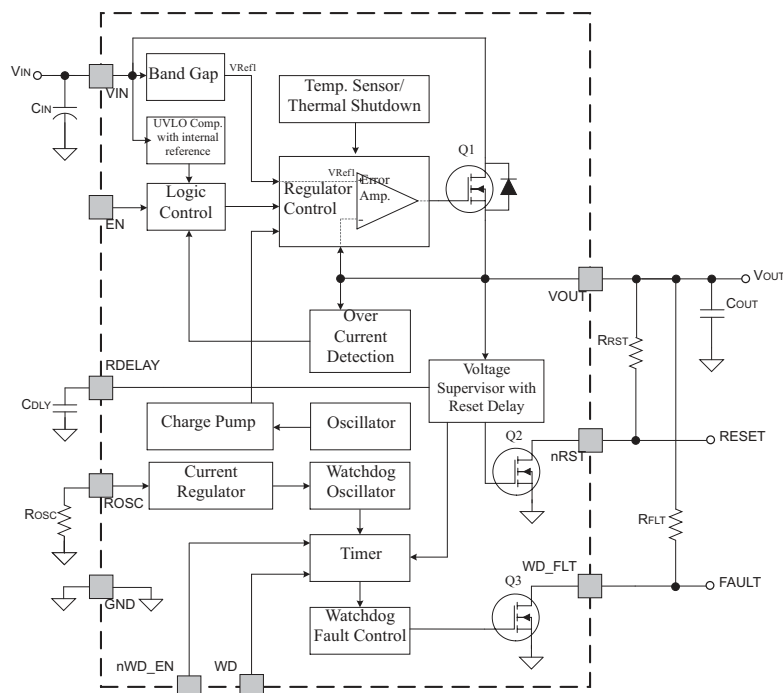 Band Gap
VRef1
Temp. Sensor/
Thermal Shutdown
VIN
VIN
CIN
UVLO Comp.
with internal
reference
Q1
VRef1
Regulator
Control
Error
Amp.
+
−
Logic
Control
EN
VOUT
VOUT
COUT
Over
Current
Detection
RRST
RDELAY
Voltage
Supervisor with
Reset Delay
CDLY
Charge Pump
Oscillator
Q2
nRST
RESET
Current
Regulator
Watchdog
Oscillator
ROSC
ROSC
RFLT
Timer
WD_FLT
Q3
FAULT
GND
Watchdog
Fault Control
nWD_EN
WD